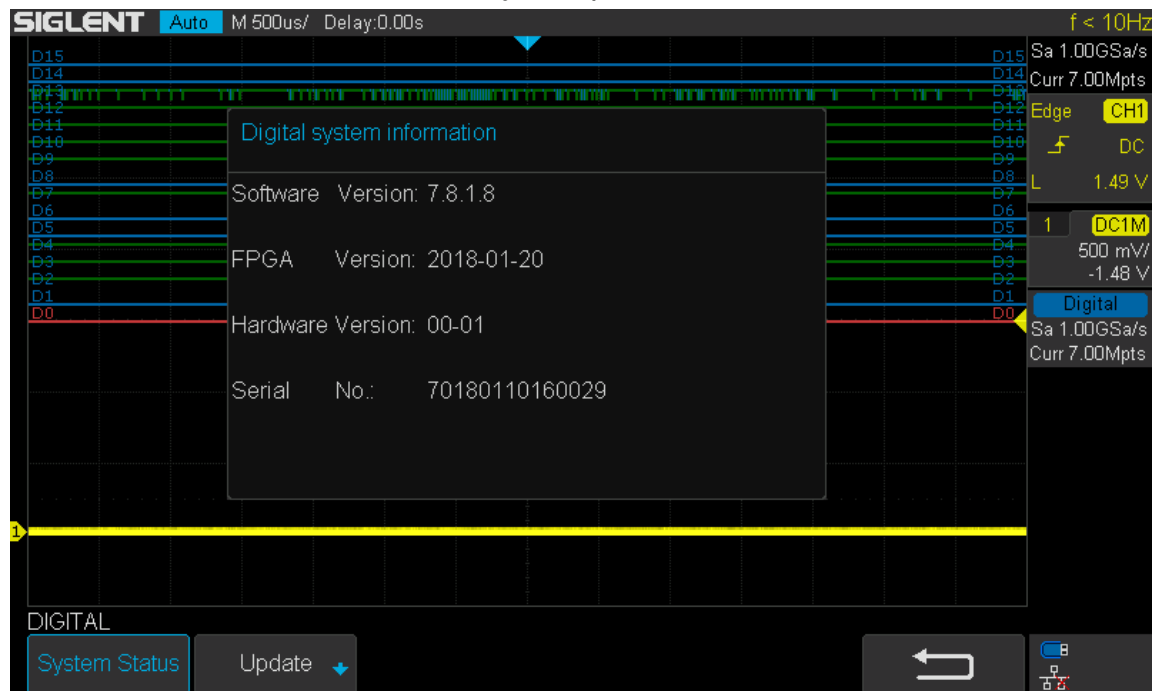 SIGLENT Auto M 500us/ Delay:0.00s f < 10Hz
Sa 1.00GSa/s
Curr 7.00Mpts
Edge CH1
DC
L 1.49 V
1 DC1M
500 mV/
-1.48 V
Digital
Sa 1.00GSa/s
Curr 7.00Mpts
D15 D15
D14 D14
D13 D13
D12 D12
D11 D11
D10 D10
D9 D9
D8 D8
D7 D7
D6 D6
D5 D5
D4 D4
D3 D3
D2 D2
D1 D1
D0 D0
Digital system information
Software Version: 7.8.1.8
FPGA Version: 2018-01-20
Hardware Version: 00-01
Serial No.: 70180110160029
1
DIGITAL
System Status Update